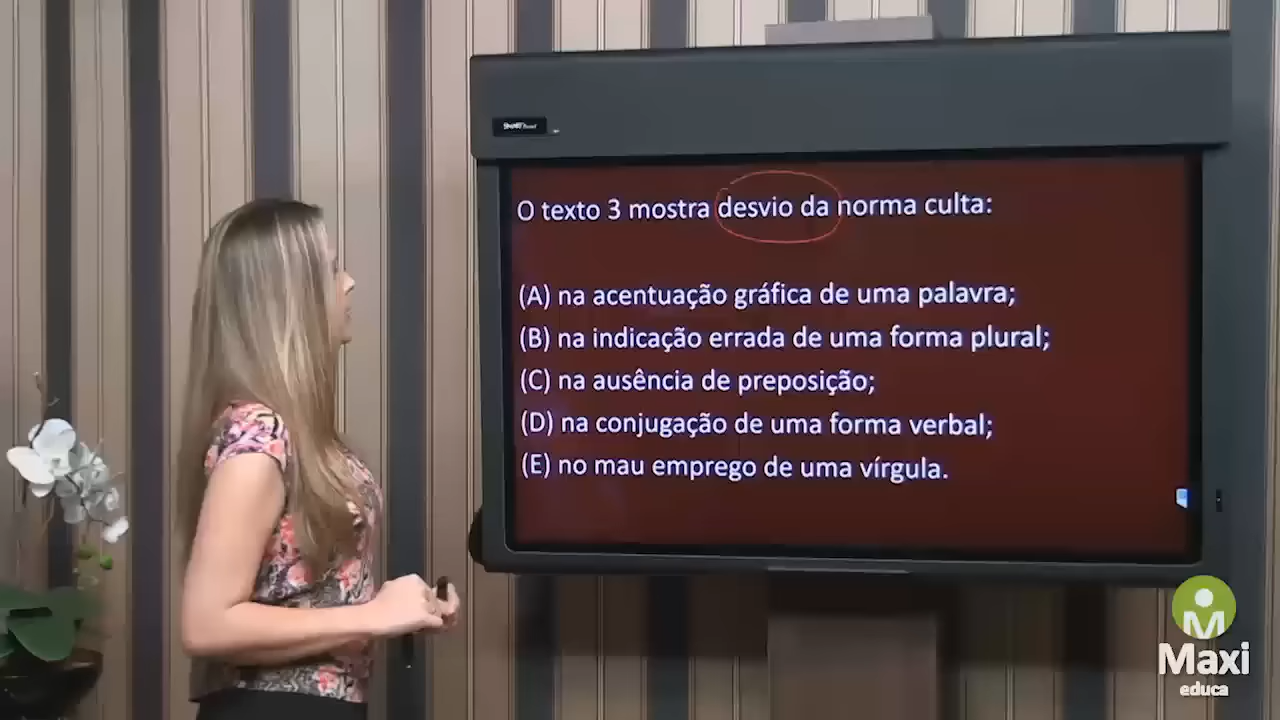 O texto 3 mostra desvio da norma culta:
(A) na acentuação gráfica de uma palavra;
(B) na indicação errada de uma forma plural;
(C) na ausência de preposição;
(D) na conjugação de uma forma verbal;
(E) no mau emprego de uma vírgula.
Maxi
educa